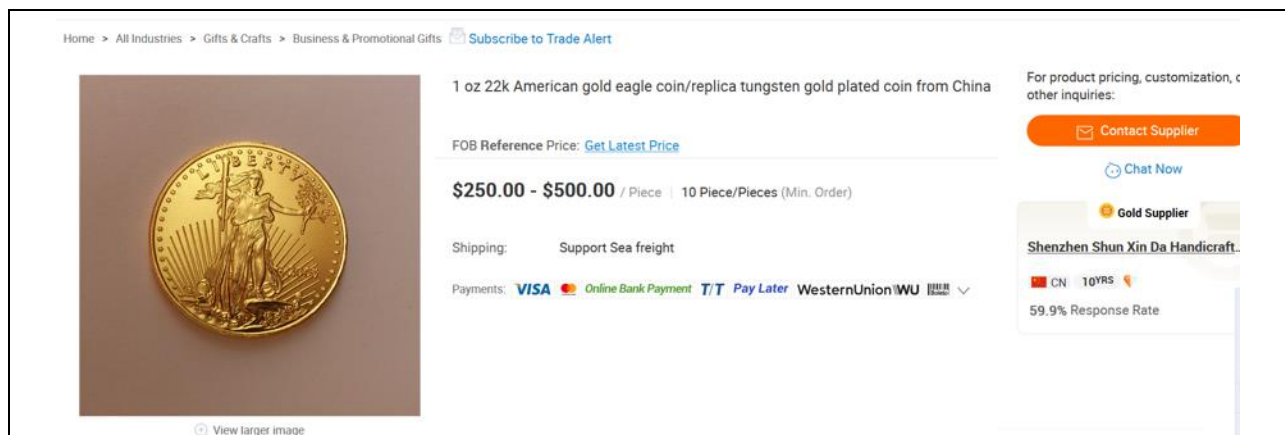 Home > All Industries > Gifts & Crafts > Business & Promotional Gifts Subscribe to Trade Alert
1 oz 22k American gold eagle coin/replica tungsten gold plated coin from China
FOB Reference Price: Get Latest Price
$250.00 - $500.00 / Piece | 10 Piece/Pieces (Min. Order)
Shipping: Support Sea freight
Payments: VISA Online Bank Payment T/T Pay Later WesternUnion WU
For product pricing, customization,
other inquiries:
Contact Supplier
Chat Now
Gold Supplier
Shenzhen Shun Xin Da Handicraft..
CN 10YRS
59.9% Response Rate
LIBERTY
View larger image